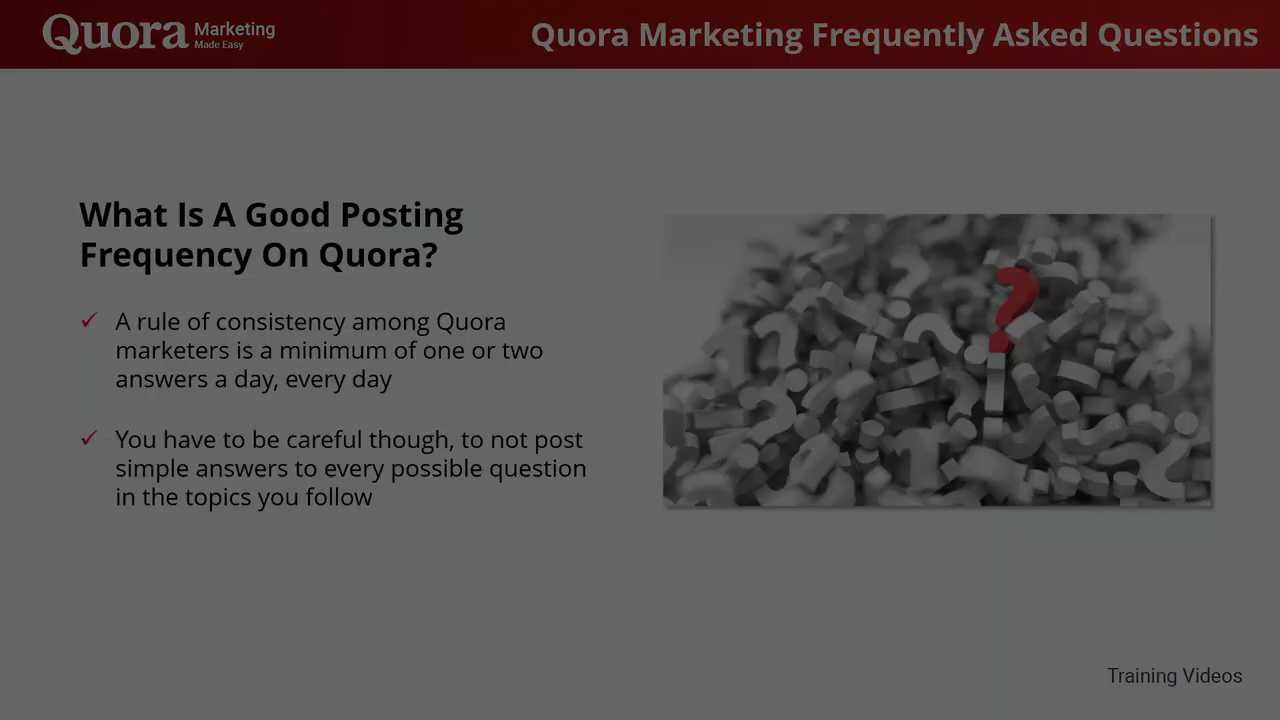 Quora Marketing
Made Easy
Quora Marketing Frequently Asked Questions
What Is A Good Posting
Frequency On Quora?
A rule of consistency among Quora
marketers is a minimum of one or two
answers a day, every day
You have to be careful though, to not post
simple answers to every possible question
in the topics you follow
Training Videos